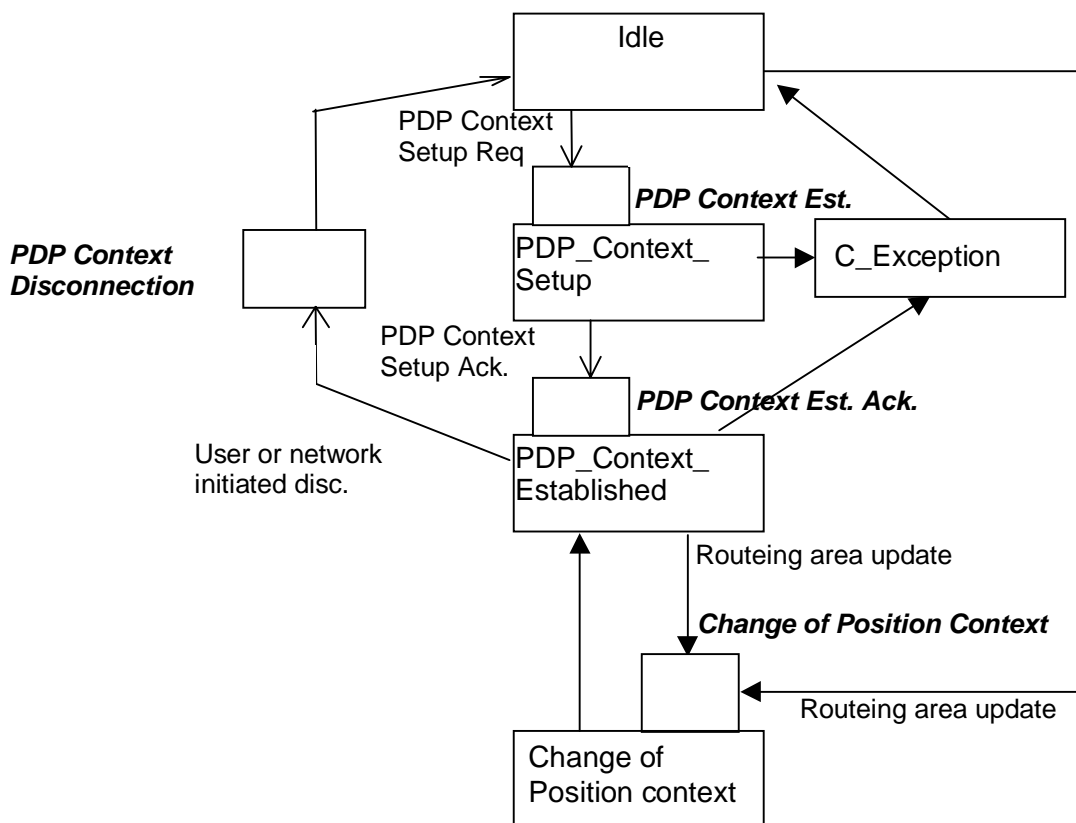 Idle
PDP Context
Setup Req
PDP Context Est.
PDP_Context_
Setup
C_Exception
PDP Context
Disconnection
PDP Context
Setup Ack.
PDP Context Est. Ack.
User or network
initiated disc.
PDP_Context_
Established
Routeing area update
Change of Position Context
Routeing area update
Change of
Position context